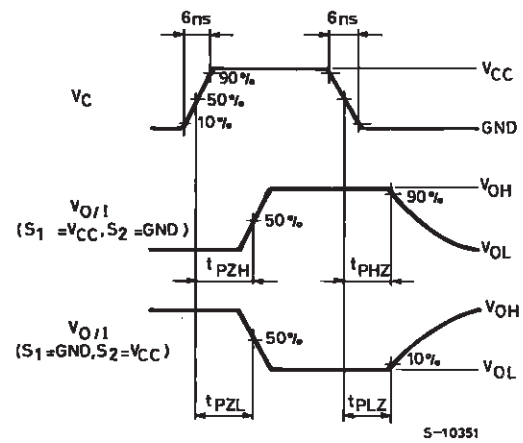 6ns 6ns
V_C
90%
50%
10%
V_CC
GND
V_O/I
(S_1 =V_CC, S_2=GND)
50%
90%
V_OH
V_OL
t_PZH t_PHZ
V_O/I
(S_1=GND, S_2=V_CC)
50%
10%
V_OH
V_OL
t_PZL t_PLZ
S-10351